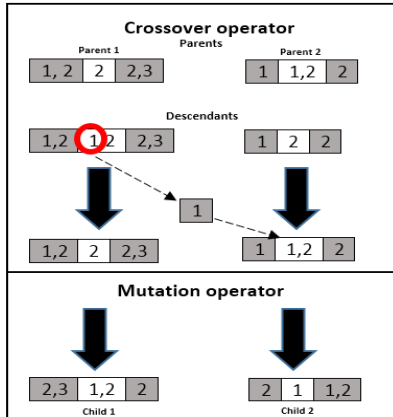 Crossover operator
Parents
Parent 1
Parent 2
1, 2 2 2,3
1 1,2 2
Descendants
1,2 1 2 2,3
1 2 2
1
1,2 2 2,3
1 1,2 2
Mutation operator
2,3 1,2 2
2 1 1,2
Child 1
Child 2